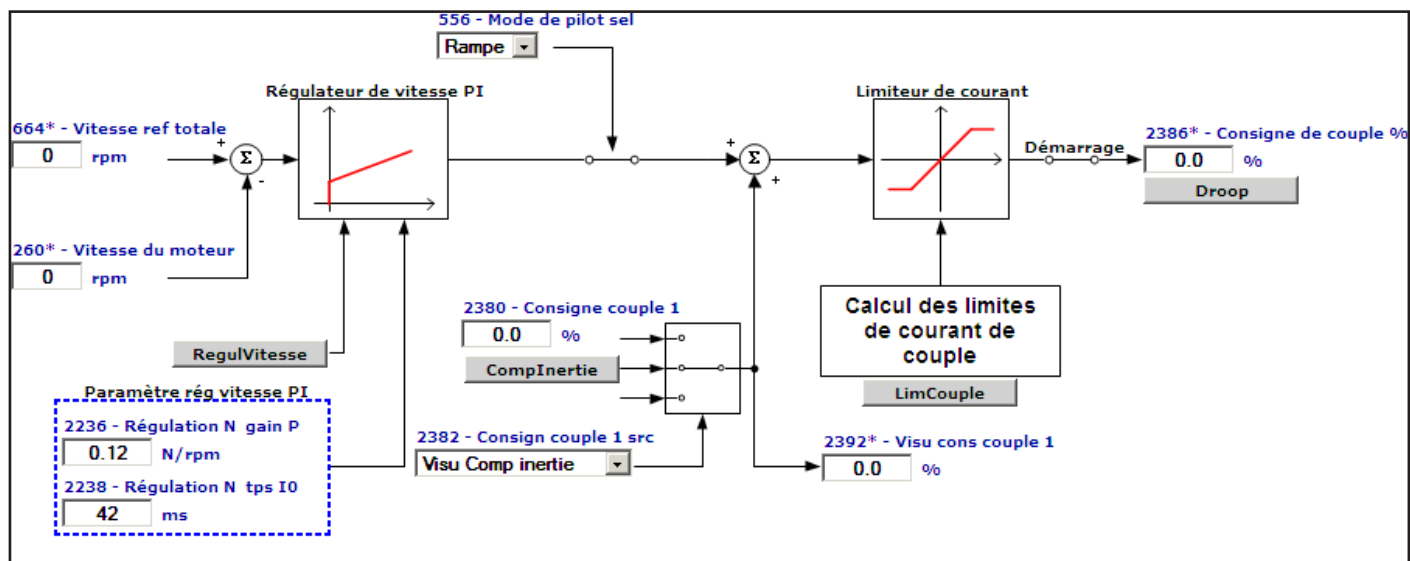 556 - Mode de pilot sel
Rampe
Régulateur de vitesse PI
Limiteur de courant
664* - Vitesse ref totale
0 rpm
+
Σ
-
+
Σ
+
Démarrage
2386* - Consigne de couple %
0.0 %
Droop
260* - Vitesse du moteur
0 rpm
2380 - Consigne couple 1
0.0 %
Calcul des limites
de courant de
couple
RegulVitesse
CompInertie
LimCouple
Paramètre rég vitesse PI
2236 - Régulation N gain P
0.12 N/rpm
2238 - Régulation N tps I0
42 ms
2382 - Consign couple 1 src
Visu Comp inertie
2392* - Visu cons couple 1
0.0 %